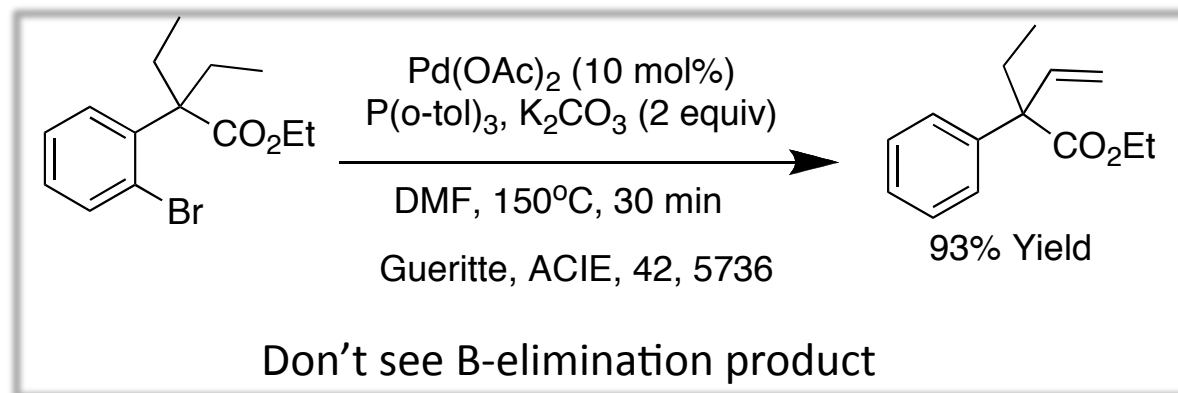 Pd(OAc)₂ (10 mol%)
P(o-tol)₃, K₂CO₃ (2 equiv)
CO₂Et
Br
DMF, 150ºC, 30 min
Gueritte, ACIE, 42, 5736
CO₂Et
93% Yield
Don't see B-elimination product